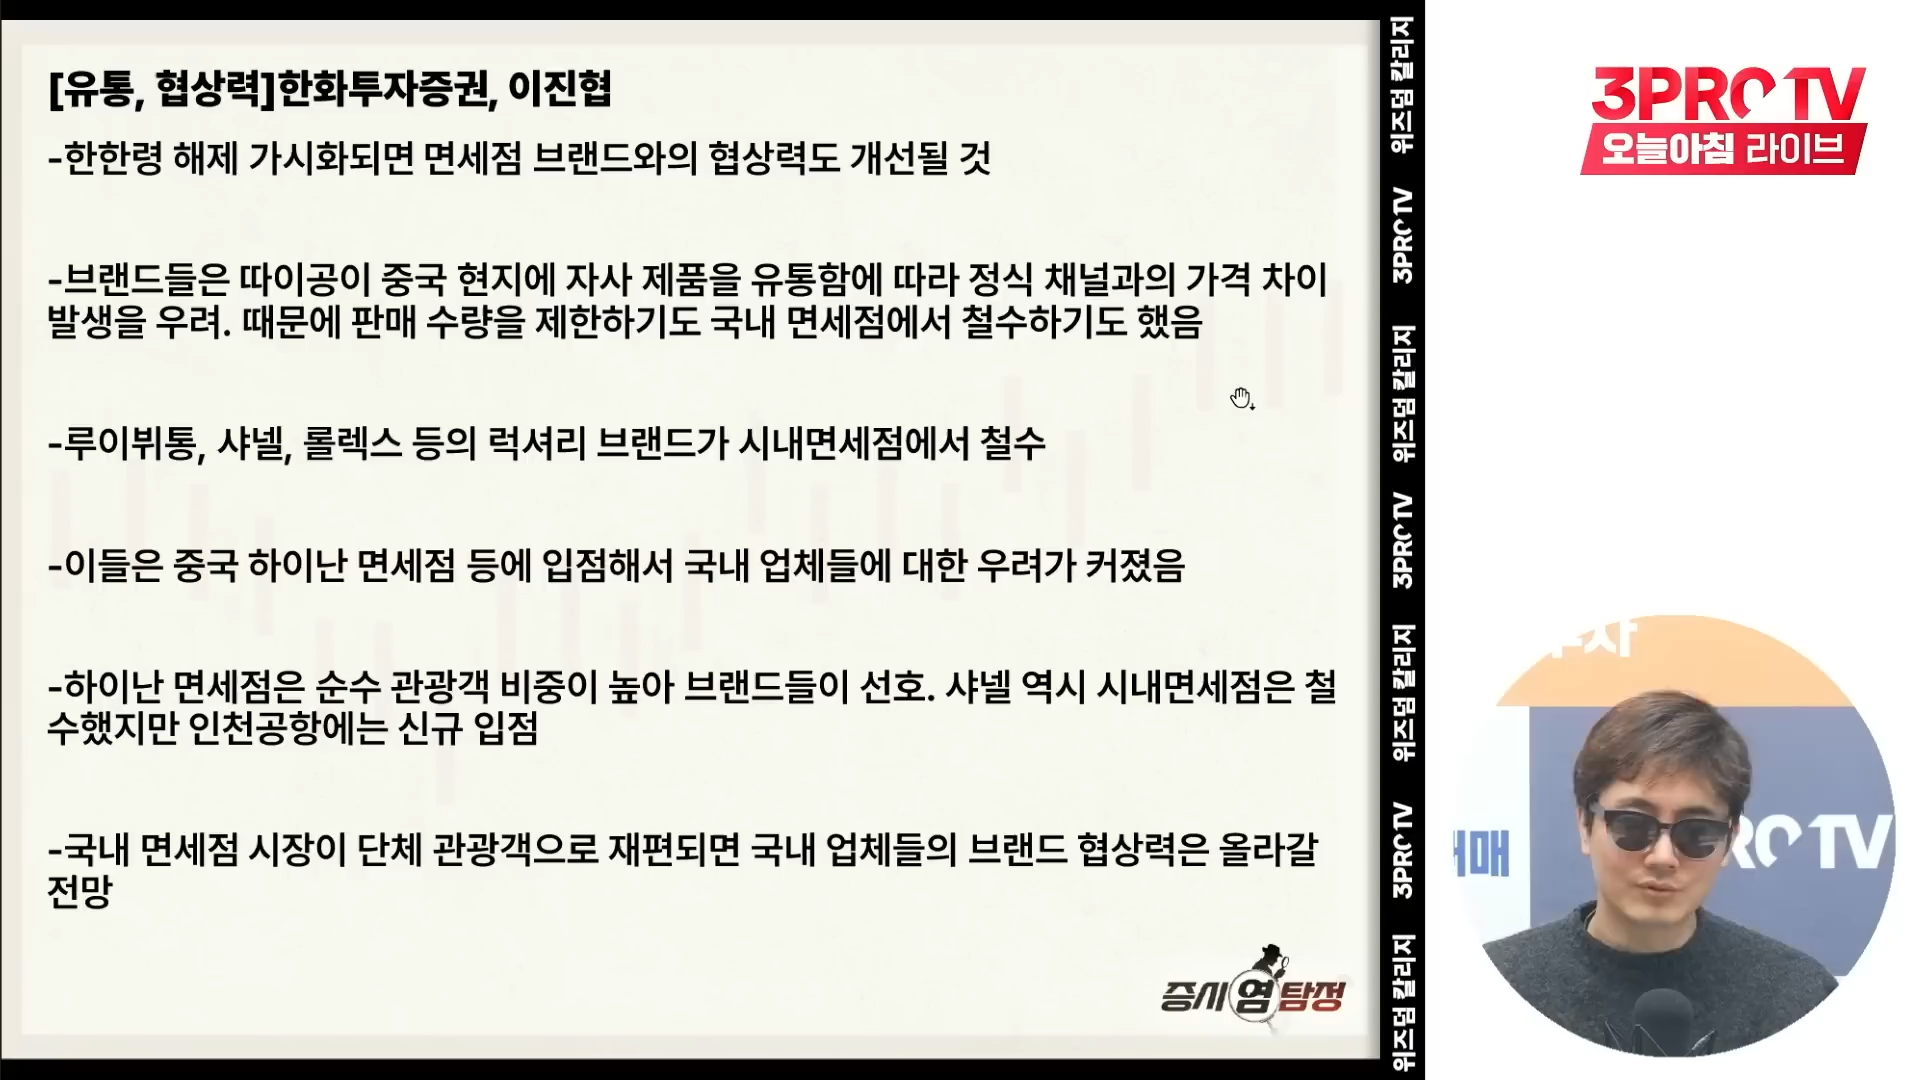 [유통, 협상력]한화투자증권, 이진협
-한한령 해제 가시화되면 면세점 브랜드와의 협상력도 개선될 것
-브랜드들은 따이공이 중국 현지에 자사 제품을 유통함에 따라 정식 채널과의 가격 차이
발생을 우려. 때문에 판매 수량을 제한하기도 국내 면세점에서 철수하기도 했음
-루이뷔통, 샤넬, 롤렉스 등의 럭셔리 브랜드가 시내면세점에서 철수
-이들은 중국 하이난 면세점 등에 입점해서 국내 업체들에 대한 우려가 커졌음
-하이난 면세점은 순수 관광객 비중이 높아 브랜드들이 선호. 샤넬 역시 시내면세점은 철
수했지만 인천공항에는 신규 입점
-국내 면세점 시장이 단체 관광객으로 재편되면 국내 업체들의 브랜드 협상력은 올라갈
전망
증시 염 탐정
위즈덤 칼리지
3PRO TV
위즈덤 칼리지
3PRO TV
위즈덤 칼리지
3PRO TV
위즈덤 칼리지
3PRO TV
오늘아침 라이브
RO TV